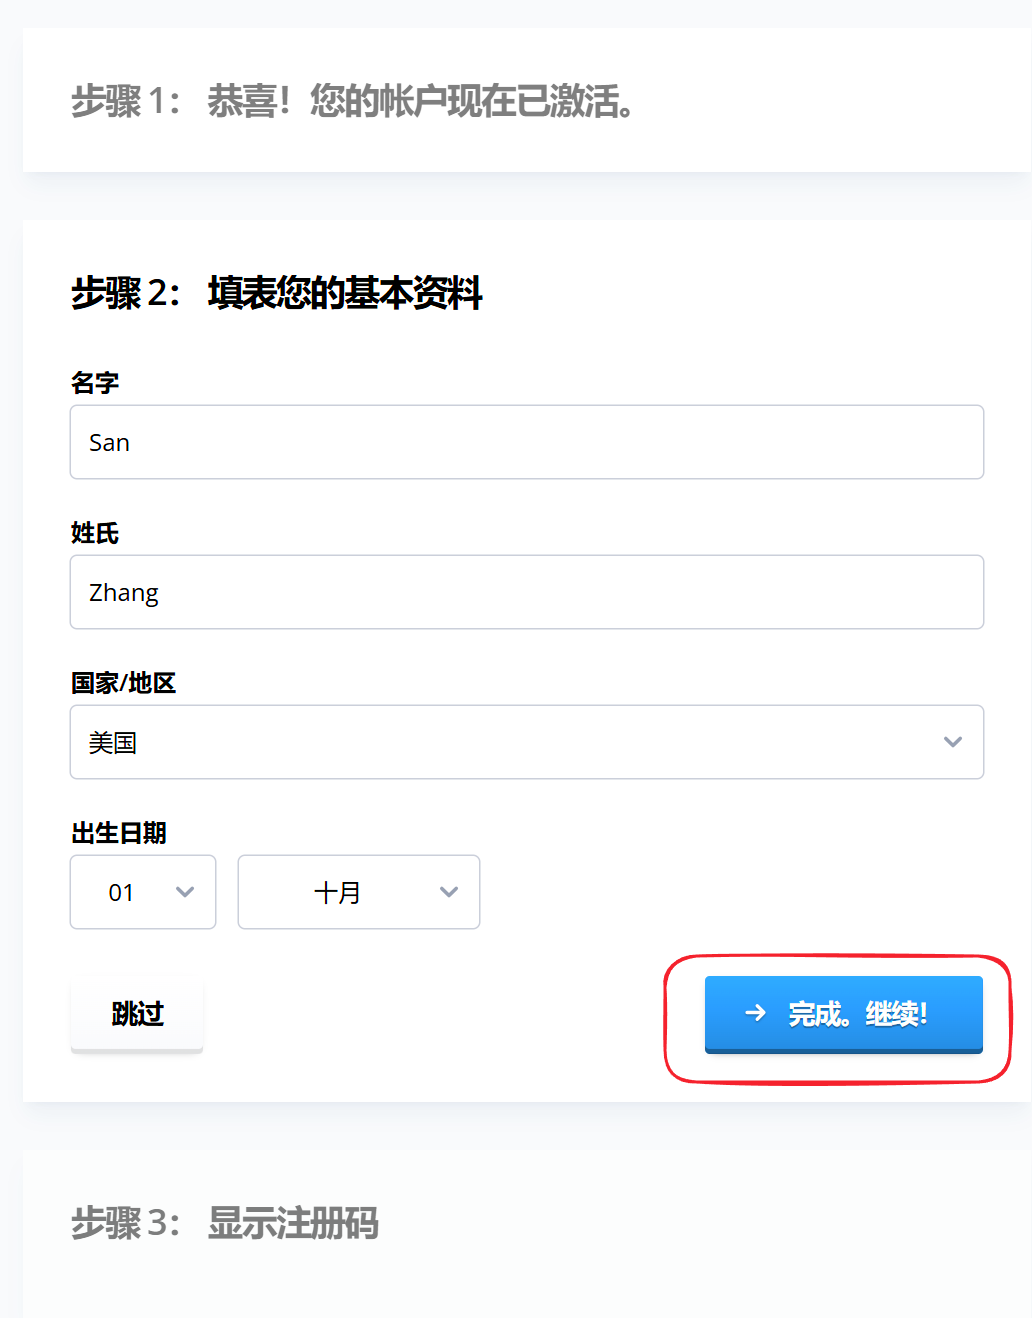 步骤 1： 恭喜！您的帐户现在已激活。
步骤 2： 填表您的基本资料
名字
San
姓氏
Zhang
国家/地区
美国
出生日期
01 十月
跳过 → 完成。继续！
步骤 3： 显示注册码